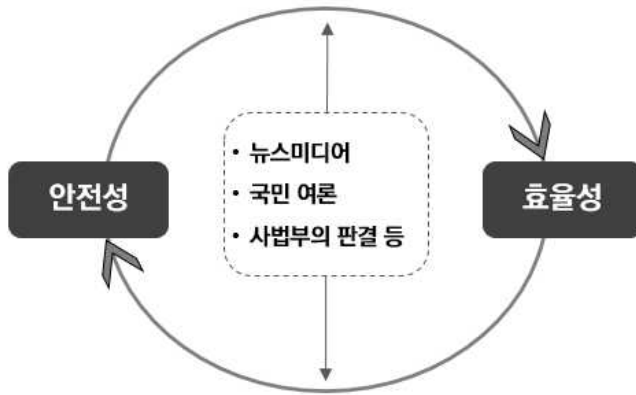 • 뉴스미디어
안전성
• 국민 여론
효율성
• 사법부의 판결 등